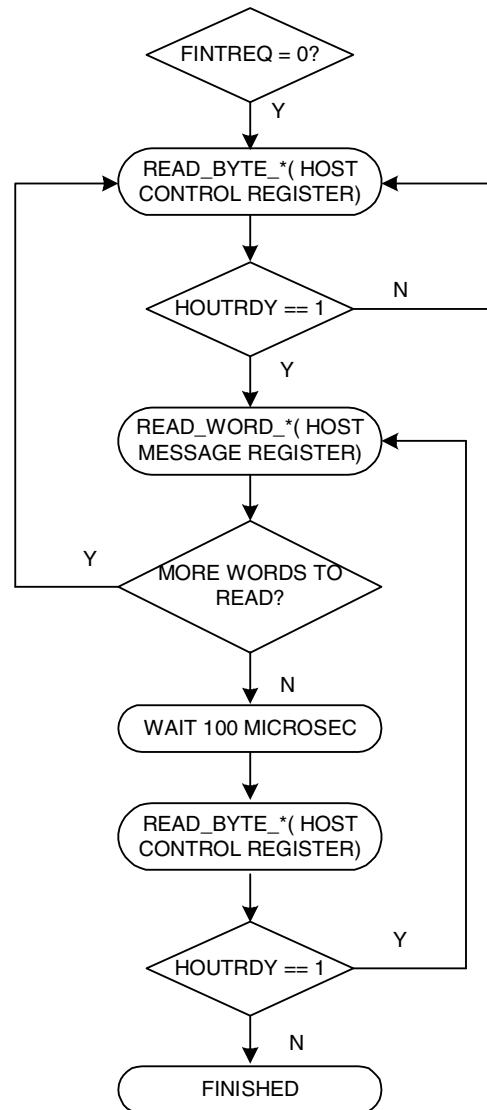 FINTREQ = 0?
Y
READ_BYTE_*( HOST
CONTROL REGISTER)
HOUTRDY == 1
N
Y
READ_WORD_*( HOST
MESSAGE REGISTER)
Y
MORE WORDS TO
READ?
N
WAIT 100 MICROSEC
READ_BYTE_*( HOST
CONTROL REGISTER)
Y
HOUTRDY == 1
N
FINISHED